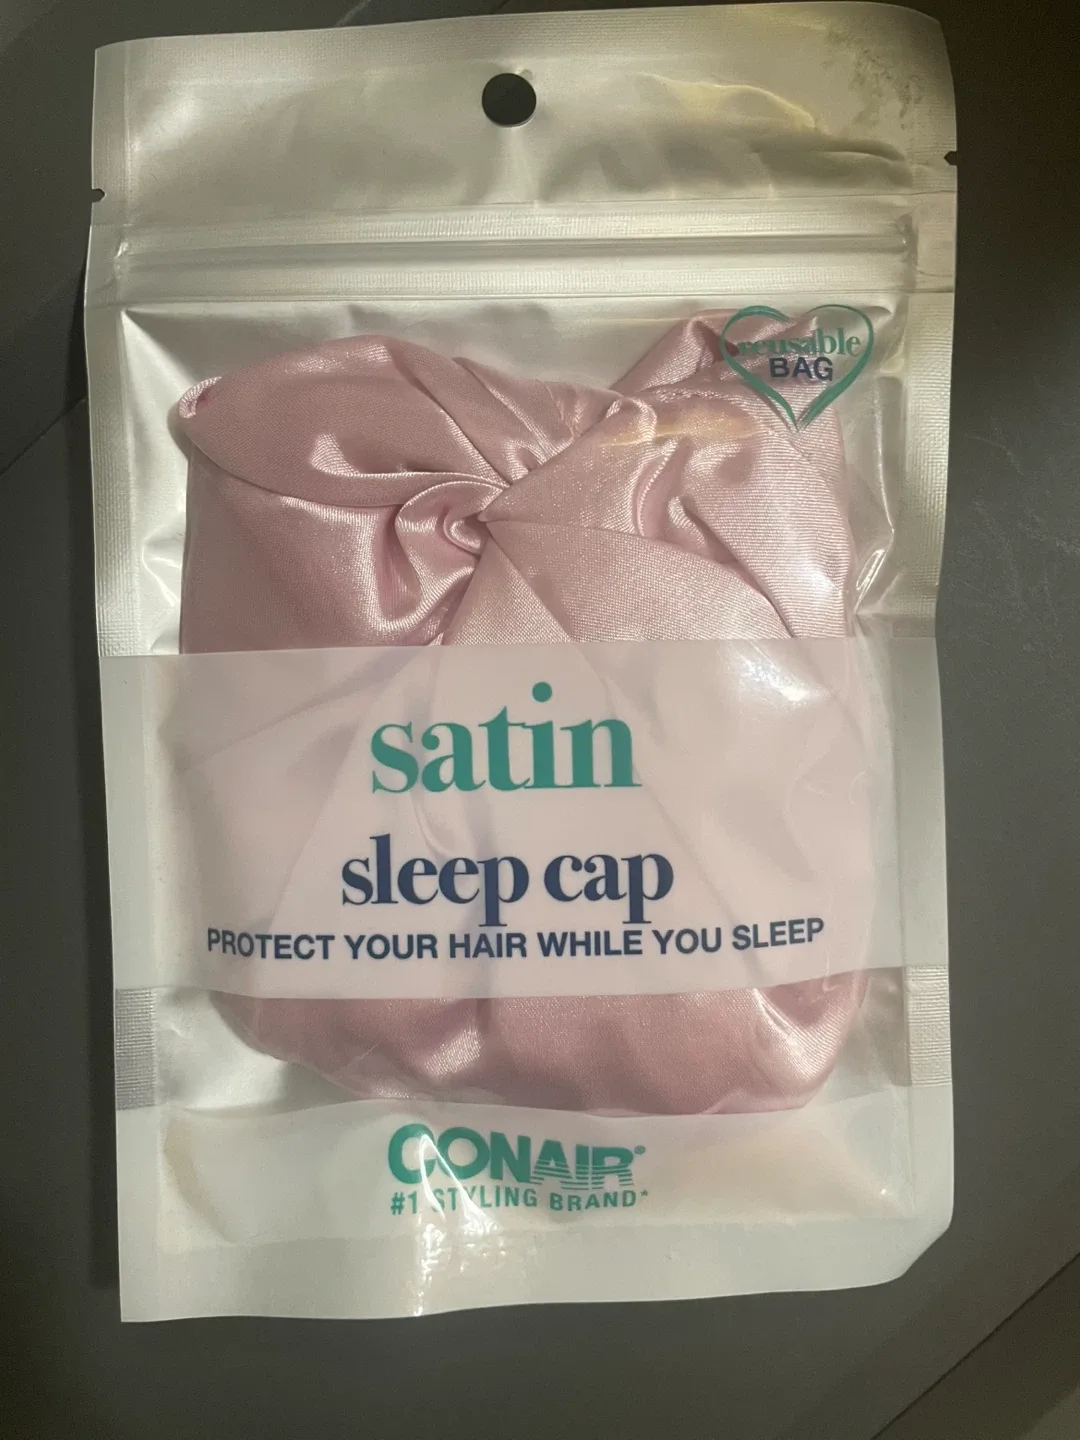 reusable
BAG
satin
sleep cap
PROTECT YOUR HAIR WHILE YOU SLEEP
CONAIR®
#1 STYLING BRAND*